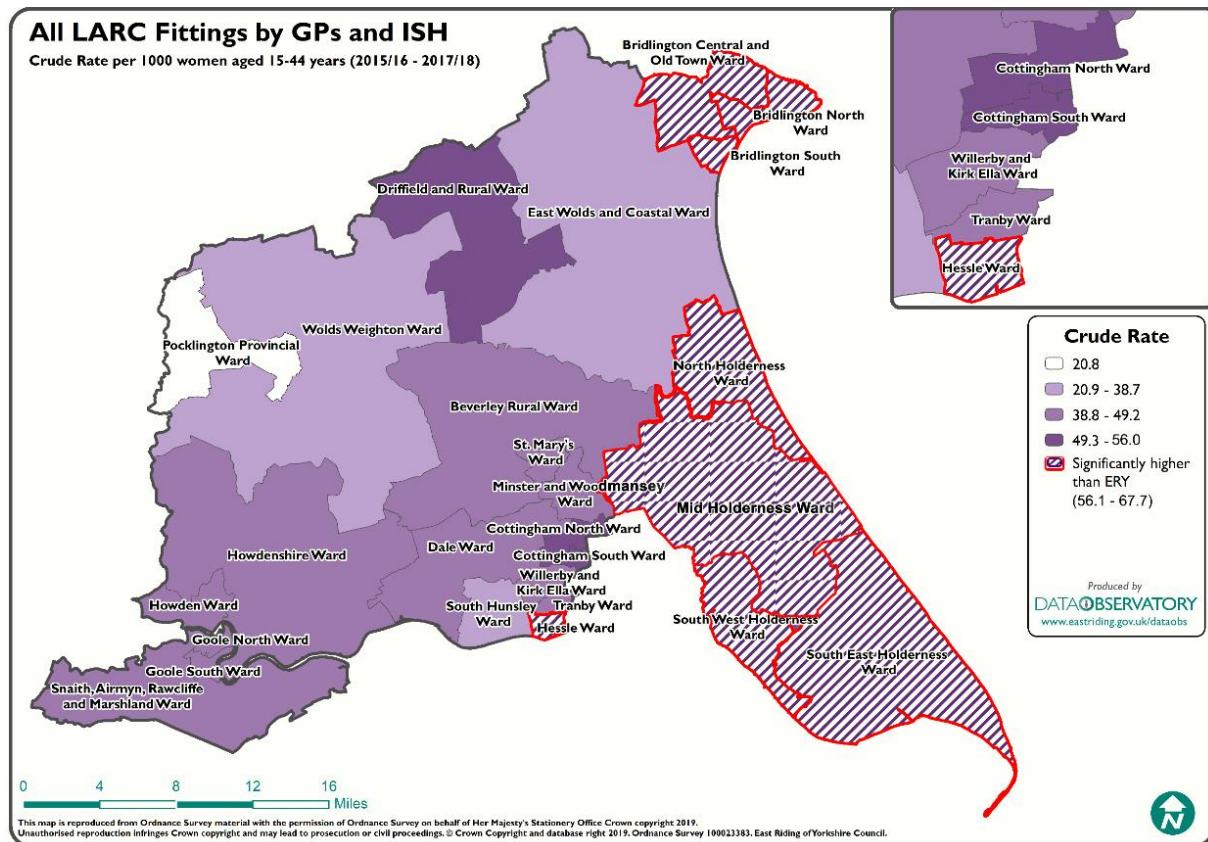 All LARC Fittings by GPs and ISH
Crude Rate per 1000 women aged 15-44 years (2015/16 - 2017/18)
Bridlington Central and
Old Town Ward
Bridlington North
Ward
Bridlington South
Ward
Driffield and Rural Ward
East Wolds and Coastal Ward
Wolds Weighton Ward
Pocklington Provincial
Ward
North Holderness
Ward
Beverley Rural Ward
St. Mary's
Ward
Minster and Woodmansey
Ward
Mid Holderness Ward
Cottingham North Ward
Dale Ward
Cottingham South Ward
Howdenshire Ward
Willerby and
Kirk Ella Ward
Howden Ward
South Hunsley
Ward
Tranby Ward
Hessle Ward
South West Holderness
Ward
Goole North Ward
South East Holderness
Ward
Goole South Ward
Snaith, Airmyn, Rawcliffe
and Marshland Ward
Cottingham North Ward
Cottingham South Ward
Willerby and
Kirk Ella Ward
Tranby Ward
Hessle Ward
Crude Rate
20.8
20.9 - 38.7
38.8 - 49.2
49.3 - 56.0
Significantly higher
than ERY
(56.1 - 67.7)
Produced by
DATA OBSERVATORY
www.eastriding.gov.uk/dataobs
0 4 8 12 16
Miles
This map is reproduced from Ordnance Survey material with the permission of Ordnance Survey on behalf of Her Majesty's Stationery Office Crown copyright 2019.
Unauthorised reproduction infringes Crown copyright and may lead to prosecution or civil proceedings. © Crown Copyright and database right 2019. Ordnance Survey 100023383. East Riding of Yorkshire Council.
N